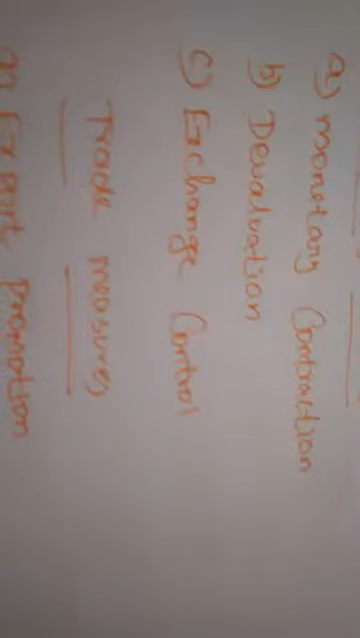 a) monetary Contraction
b) Devaluation
c) Exchange Control
Trade measures
a) Export promotion